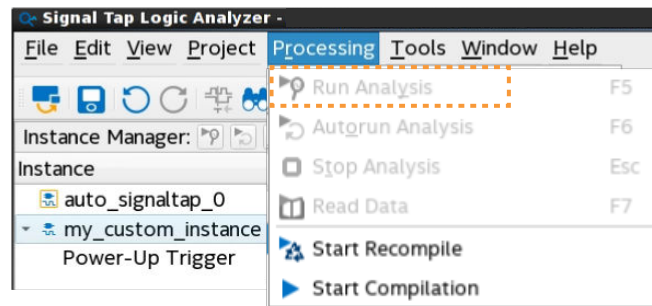 Signal Tap Logic Analyzer -
File Edit View Project Processing Tools Window Help
Run Analysis F5
Autorun Analysis F6
Stop Analysis Esc
Read Data F7
Start Recompile
Start Compilation
Instance Manager:
Instance
auto_signaltap_0
my_custom_instance
Power-Up Trigger